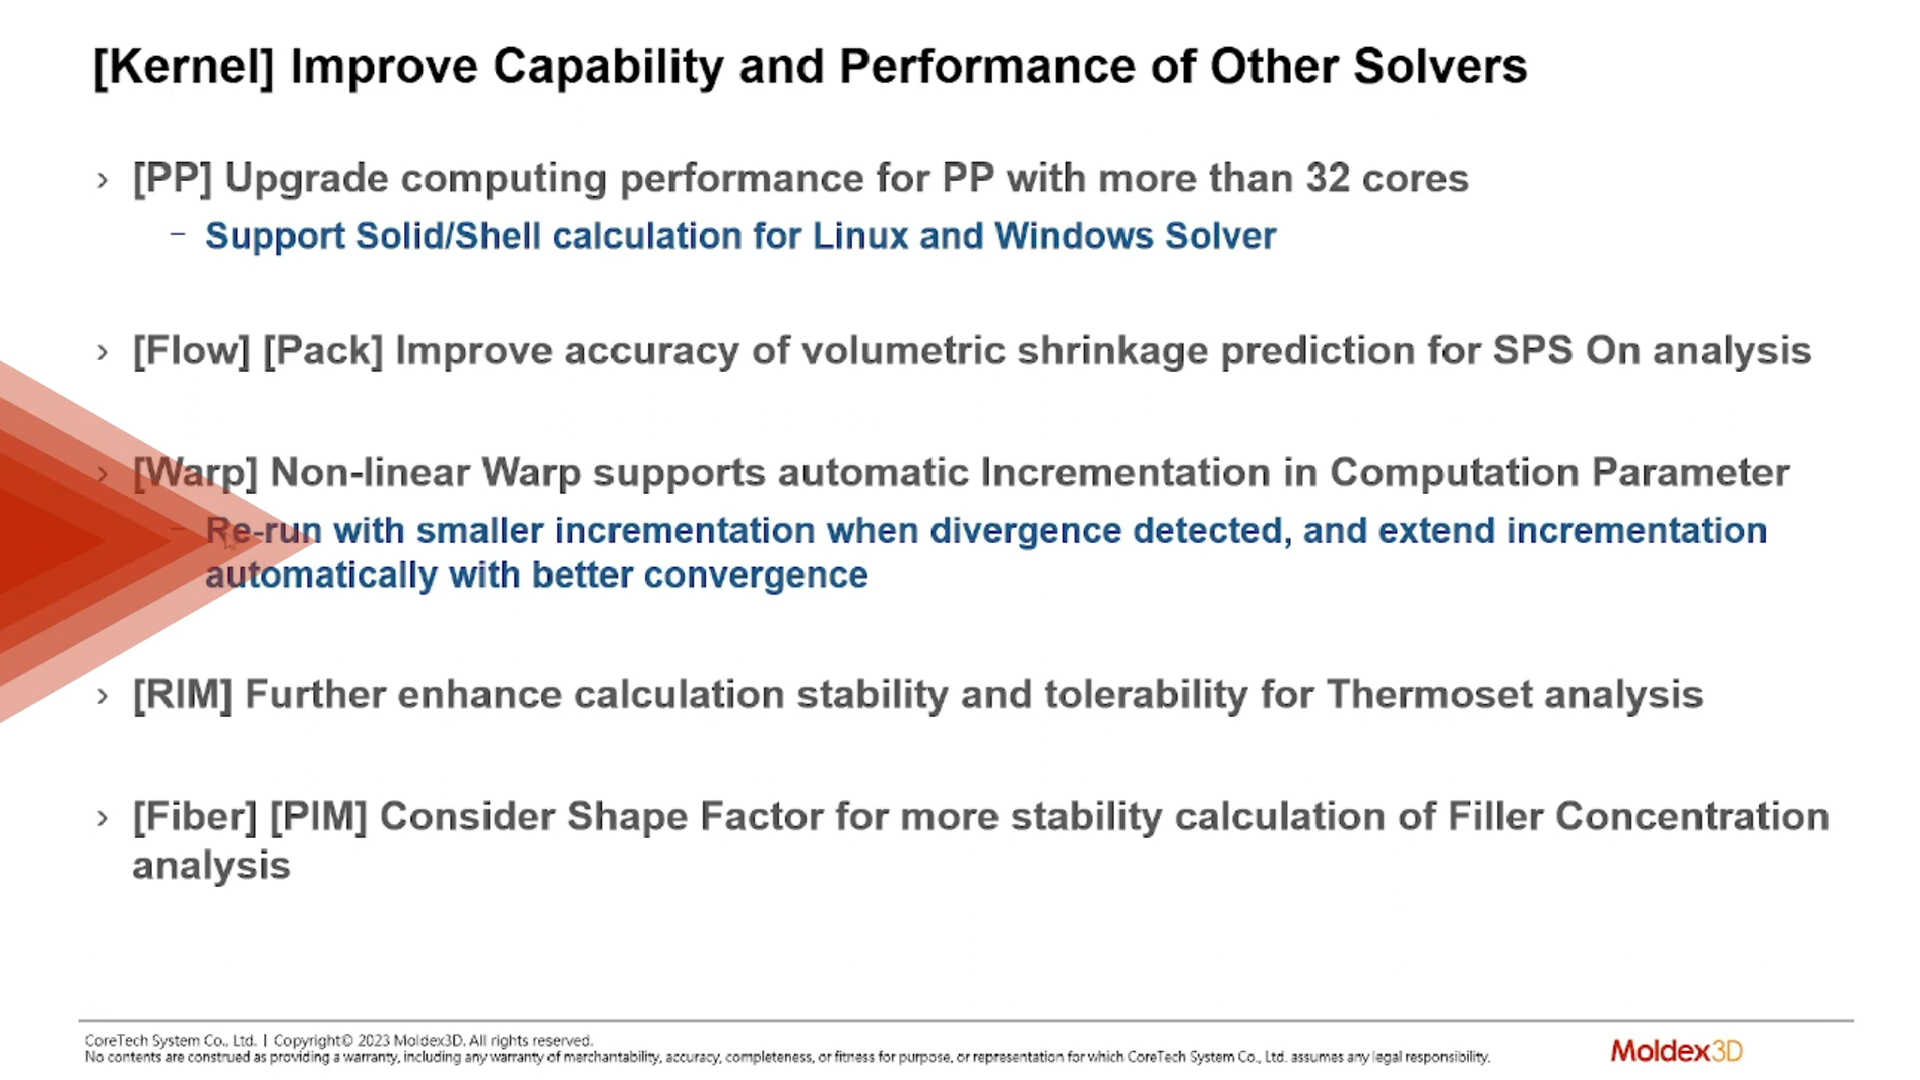 [Kernel] Improve Capability and Performance of Other Solvers
› [PP] Upgrade computing performance for PP with more than 32 cores
– Support Solid/Shell calculation for Linux and Windows Solver
› [Flow] [Pack] Improve accuracy of volumetric shrinkage prediction for SPS On analysis
› [Warp] Non-linear Warp supports automatic Incrementation in Computation Parameter
– Re-run with smaller incrementation when divergence detected, and extend incrementation
automatically with better convergence
› [RIM] Further enhance calculation stability and tolerability for Thermoset analysis
› [Fiber] [PIM] Consider Shape Factor for more stability calculation of Filler Concentration
analysis
CoreTech System Co., Ltd. | Copyright© 2023 Moldex3D. All rights reserved.
No contents are construed as providing a warranty, including any warranty of merchantability, accuracy, completeness, or fitness for purpose, or representation for which CoreTech System Co., Ltd. assumes any legal responsibility.
Moldex3D